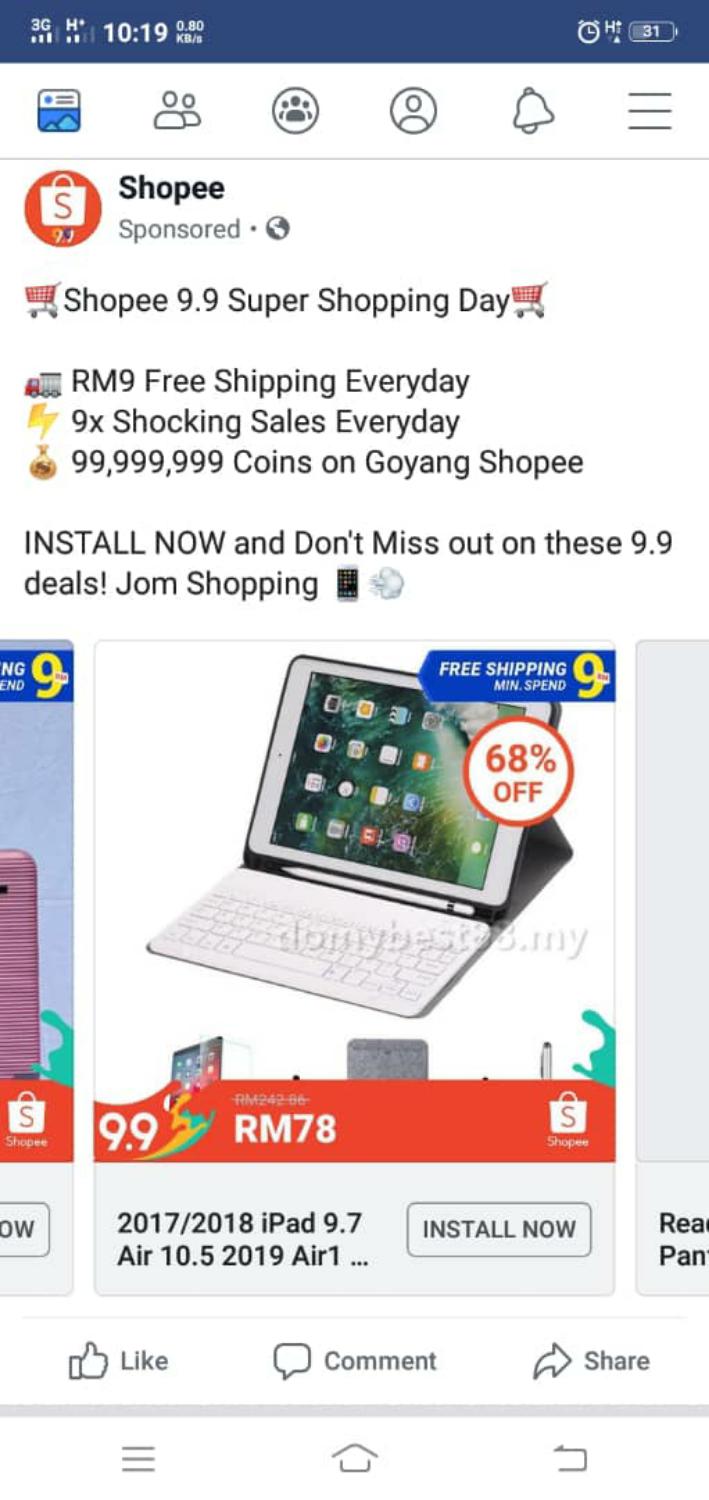 3G H+ 10:19 0.80 KB/s 31
Shopee
Sponsored ·
S
9.9
Shopee 9.9 Super Shopping Day
RM9 Free Shipping Everyday
9x Shocking Sales Everyday
99,999,999 Coins on Goyang Shopee
INSTALL NOW and Don't Miss out on these 9.9
deals! Jom Shopping
NG 9
END
FREE SHIPPING 9
MIN. SPEND
68%
OFF
RM242.86
9.9 RM78
S
Shopee
S
Shopee
OW
2017/2018 iPad 9.7
Air 10.5 2019 Air1 ...
INSTALL NOW
Rea
Pan
Like Comment Share